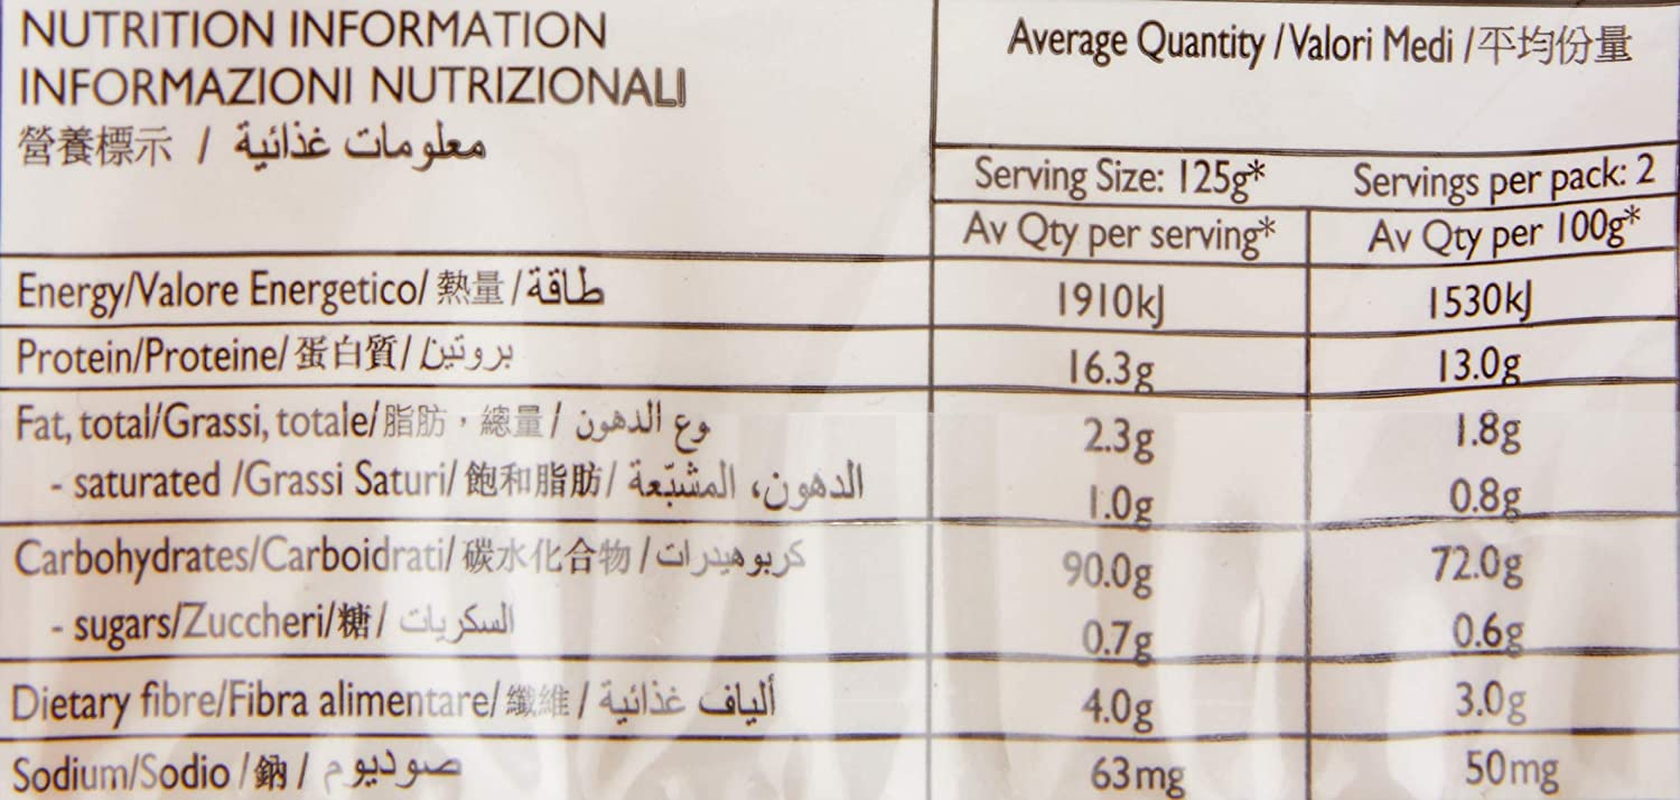 NUTRITION INFORMATION
INFORMAZIONI NUTRIZIONALI
營養標示 / معلومات غذائية
Average Quantity / Valori Medi / 平均份量
Serving Size: 125g* Servings per pack: 2
Av Qty per serving* Av Qty per 100g*
Energy/Valore Energetico/ 熱量 / طاقة 1910kJ 1530kJ
Protein/Proteine/ 蛋白質 / بروتين 16.3g 13.0g
Fat, total/Grassi, totale/ 脂肪，總量 / وع الدهون 2.3g 1.8g
- saturated /Grassi Saturi/ 飽和脂肪 / الدهون، المشبّعة 1.0g 0.8g
Carbohydrates/Carboidrati/ 碳水化合物 / كربوهيدرات 90.0g 72.0g
- sugars/Zuccheri/糖 / السكريات 0.7g 0.6g
Dietary fibre/Fibra alimentare/ 纖維 / ألياف غذائية 4.0g 3.0g
Sodium/Sodio / 鈉 / صوديوم 63mg 50mg